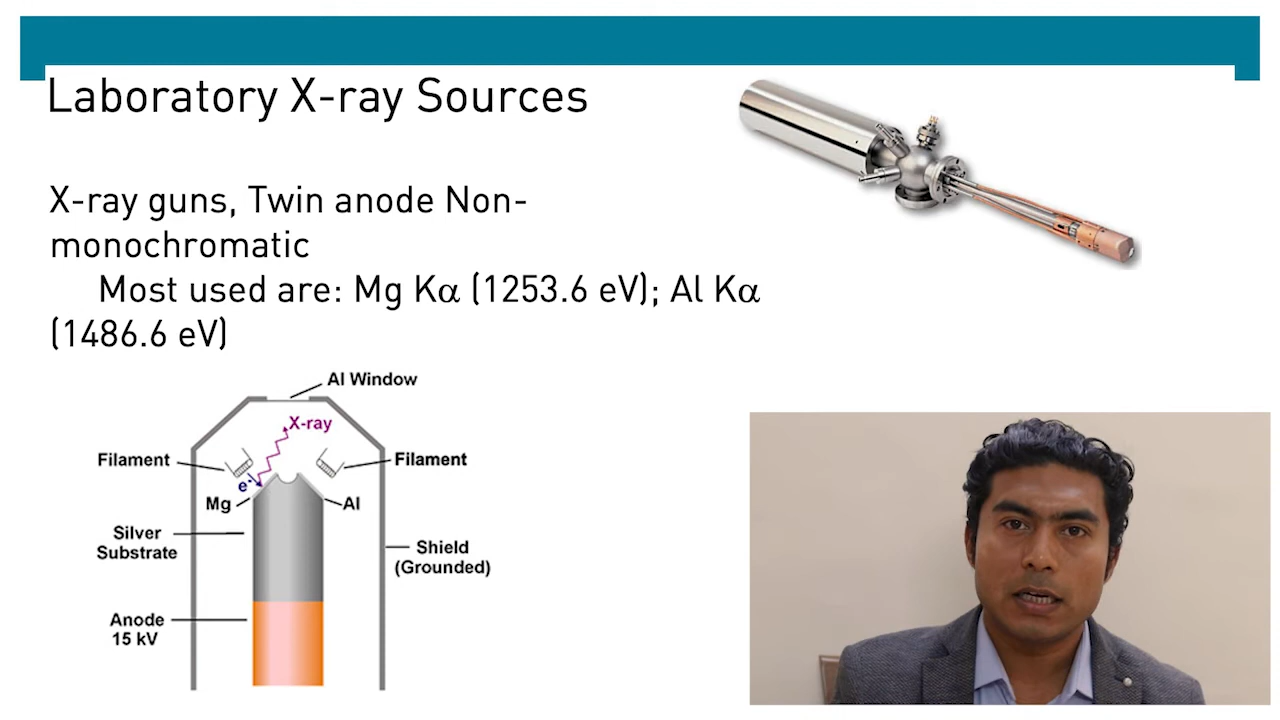 Laboratory X-ray Sources
X-ray guns, Twin anode Non-
monochromatic
Most used are: Mg Kα (1253.6 eV); Al Kα
(1486.6 eV)
Al Window
X-ray
Filament
Filament
e-
Mg
Al
Silver
Substrate
Shield
(Grounded)
Anode
15 kV